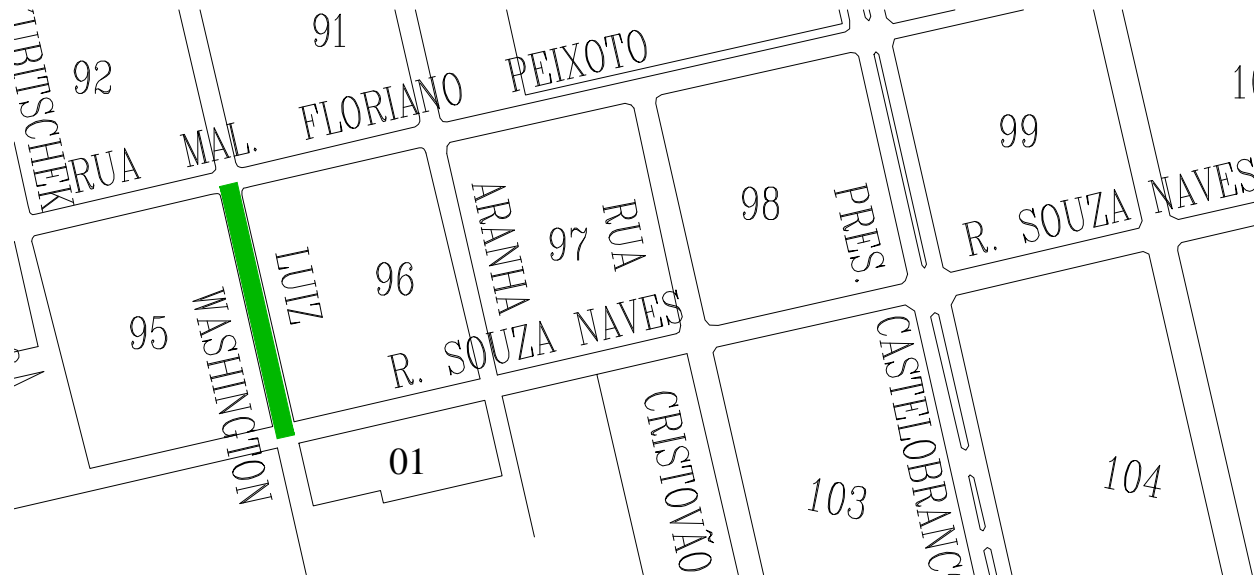 91
92
PEIXOTO
FLORIANO
MAL.
RUA
99
98
R. SOUZA NAVES
PRES.
RUA
ARANHA
97
LUIZ
96
95
WASHINGTON
R. SOUZA NAVES
CASTELOBRANC
CRISTOVÃO
01
103
104